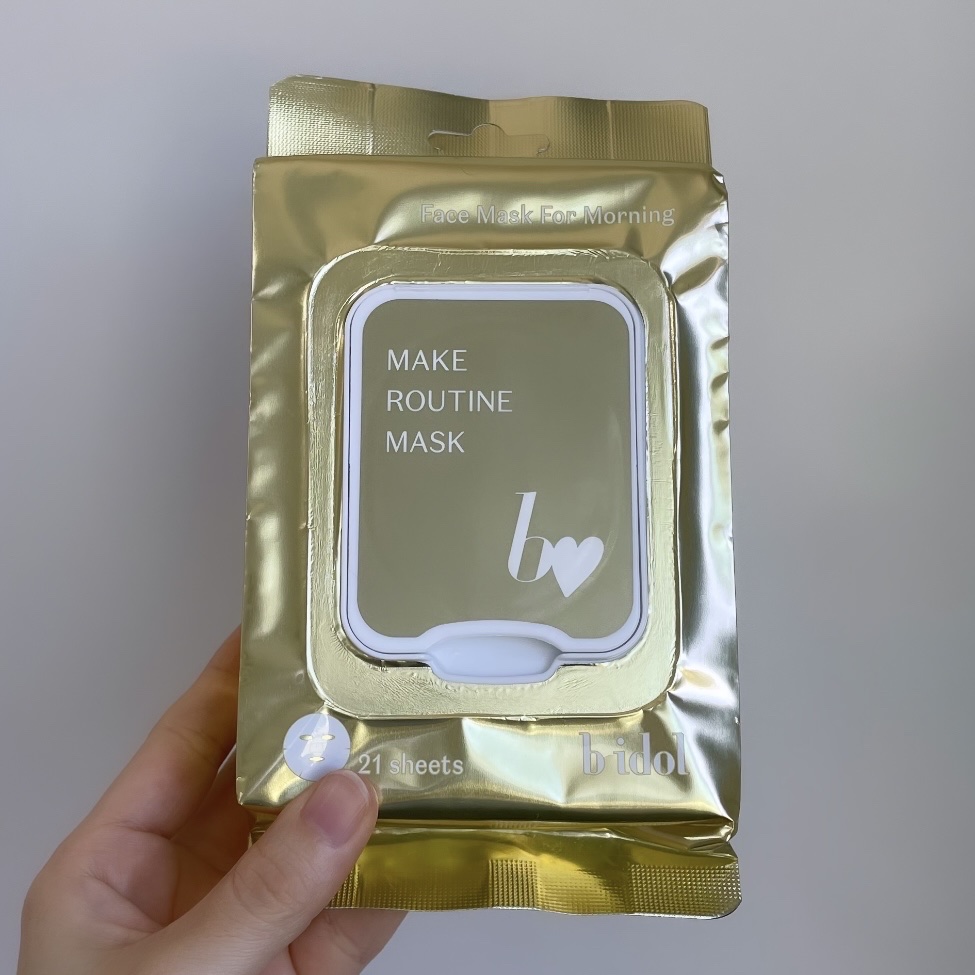 Face Mask For Morning
MAKE
ROUTINE
MASK
b
21 sheets
b idol